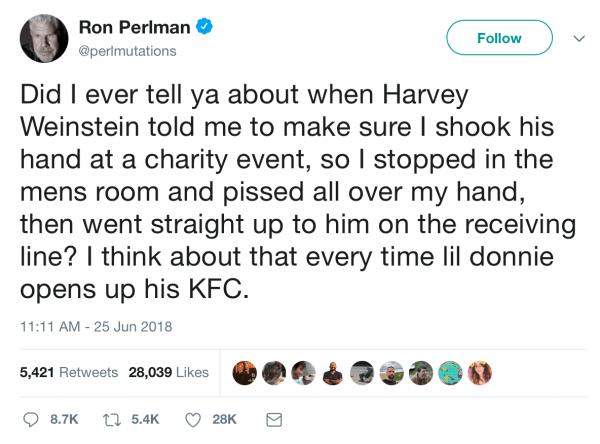 Ron Perlman
@perlmutations
Follow
Did I ever tell ya about when Harvey
Weinstein told me to make sure I shook his
hand at a charity event, so I stopped in the
mens room and pissed all over my hand,
then went straight up to him on the receiving
line? I think about that every time lil donnie
opens up his KFC.
11:11 AM - 25 Jun 2018
5,421 Retweets 28,039 Likes
8.7K 5.4K 28K